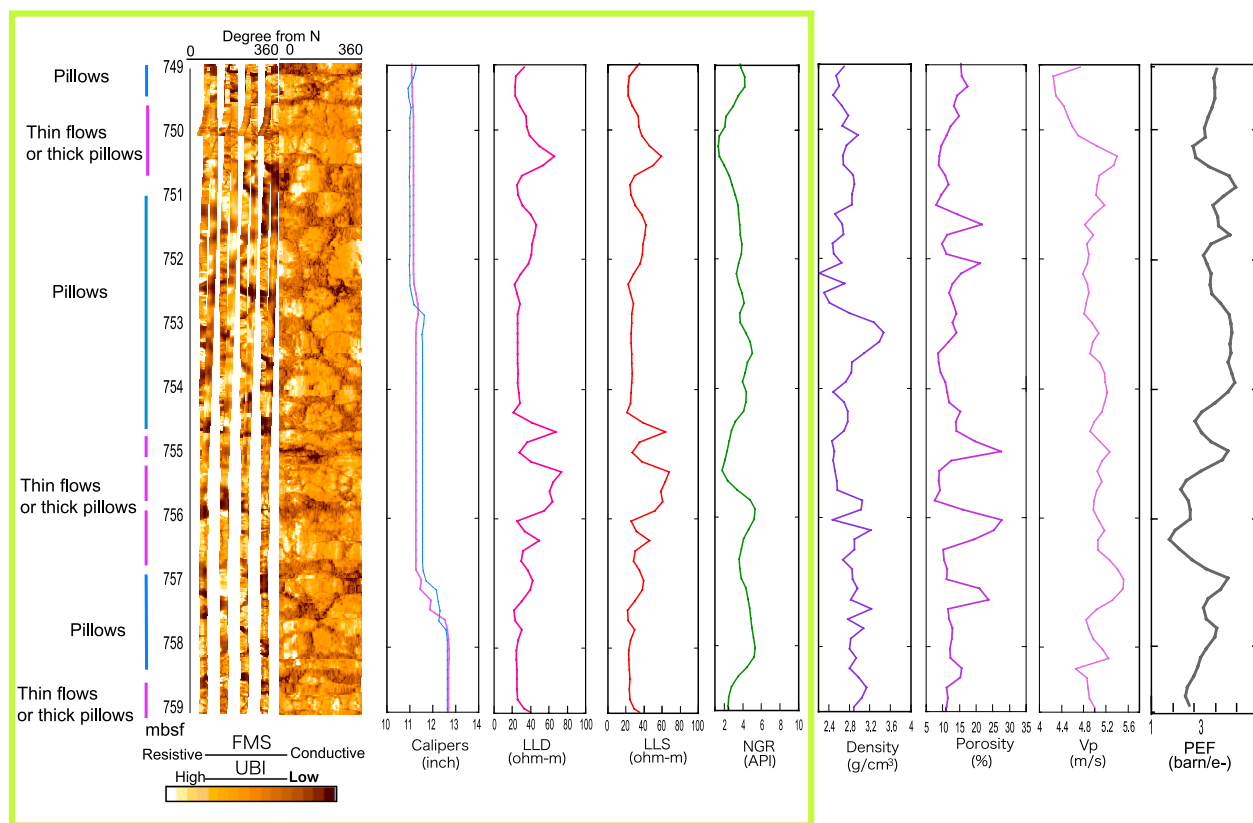 Degree from N
0 360 0 360
Pillows
Thin flows
or thick pillows
Pillows
Thin flows
or thick pillows
Pillows
Thin flows
or thick pillows
749
750
751
752
753
754
755
756
757
758
759
mbsf
Resistive FMS Conductive
High UBI Low
10 11 12 13 14
Calipers
(inch)
0 20 40 60 80 100
LLD
(ohm-m)
0 20 40 60 80 100
LLS
(ohm-m)
0 2 4 6 8 10
NGR
(API)
2 2.4 2.8 3.2 3.6 4
Density
(g/cm³)
5 10 15 20 25 30 35
Porosity
(%)
4 4.4 5 5.6
Vp
(m/s)
1 3
PEF
(barn/e-)